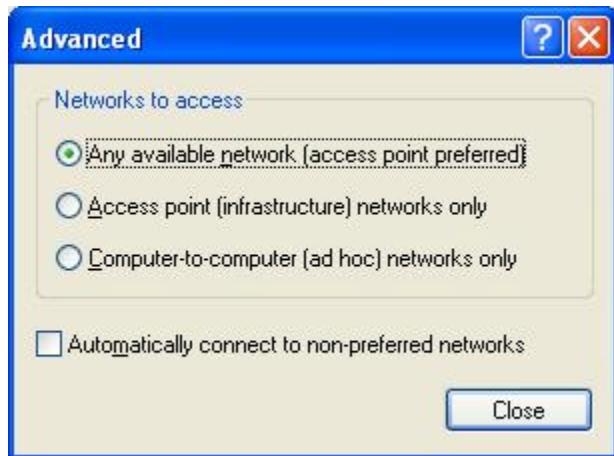 Advanced
Networks to access
Any available network (access point preferred)
Access point (infrastructure) networks only
Computer-to-computer (ad hoc) networks only
Automatically connect to non-preferred networks
Close